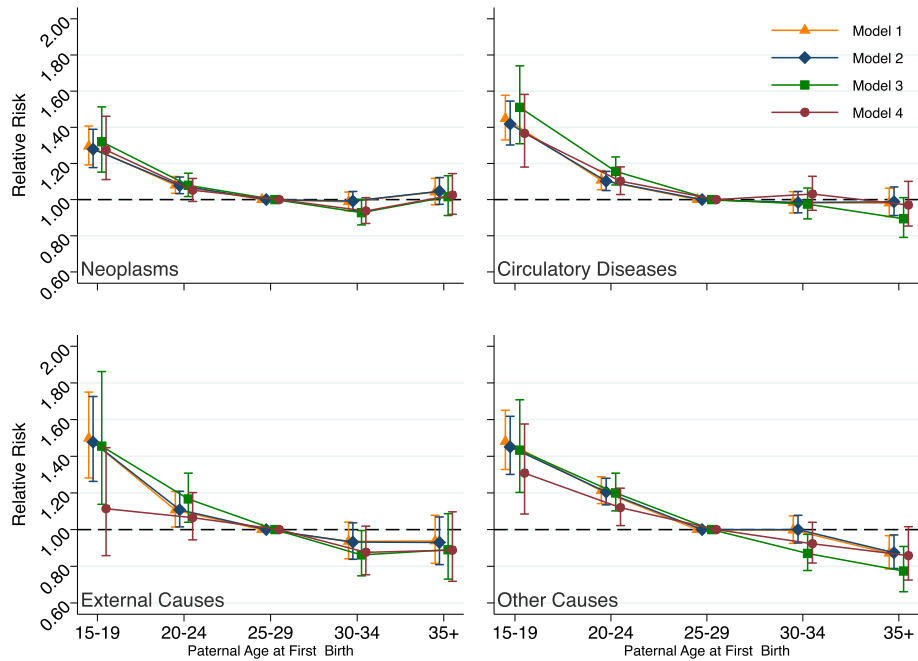 Relative Risk
2.00
1.80
1.60
1.40
1.20
1.00
0.80
0.60
Neoplasms
Model 1
Model 2
Model 3
Model 4
Circulatory Diseases
Relative Risk
2.00
1.80
1.60
1.40
1.20
1.00
0.80
0.60
External Causes
15-19 20-24 25-29 30-34 35+
Paternal Age at First Birth
Other Causes
15-19 20-24 25-29 30-34 35+
Paternal Age at First Birth